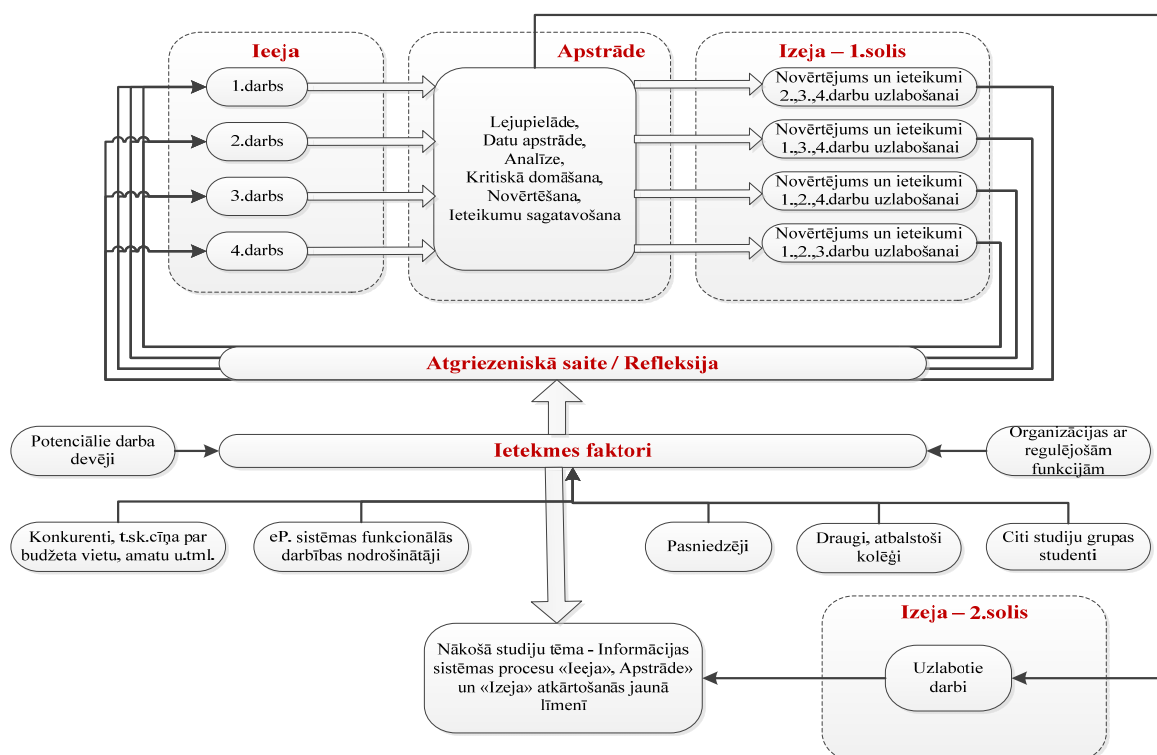 Ieeja
1.darbs
2.darbs
3.darbs
4.darbs
Apstrāde
Lejupielāde,
Datu apstrāde,
Analīze,
Kritiskā domāšana,
Novērtēšana,
Ieteikumu sagatavošana
Izeja – 1.solis
Novērtējums un ieteikumi
2.,3.,4.darbu uzlabošanai
Novērtējums un ieteikumi
1.,3.,4.darbu uzlabošanai
Novērtējums un ieteikumi
1.,2.,4.darbu uzlabošanai
Novērtējums un ieteikumi
1.,2.,3.darbu uzlabošanai
Atgriezeniskā saite / Refleksija
Potenciālie darba
devēji
Ietekmes faktori
Organizācijas ar
regulējošām
funkcijām
Konkurenti, t.sk.cīņa par
budžeta vietu, amatu u.tml.
eP. sistēmas funkcionālās
darbības nodrošinātāji
Pasniedzēji
Draugi, atbalstoši
kolēģi
Citi studiju grupas
studenti
Izeja – 2.solis
Nākošā studiju tēma - Informācijas
sistēmas procesu «Ieeja», Apstrāde»
un «Izeja» atkārtošanās jaunā
līmenī
Uzlabotie
darbi